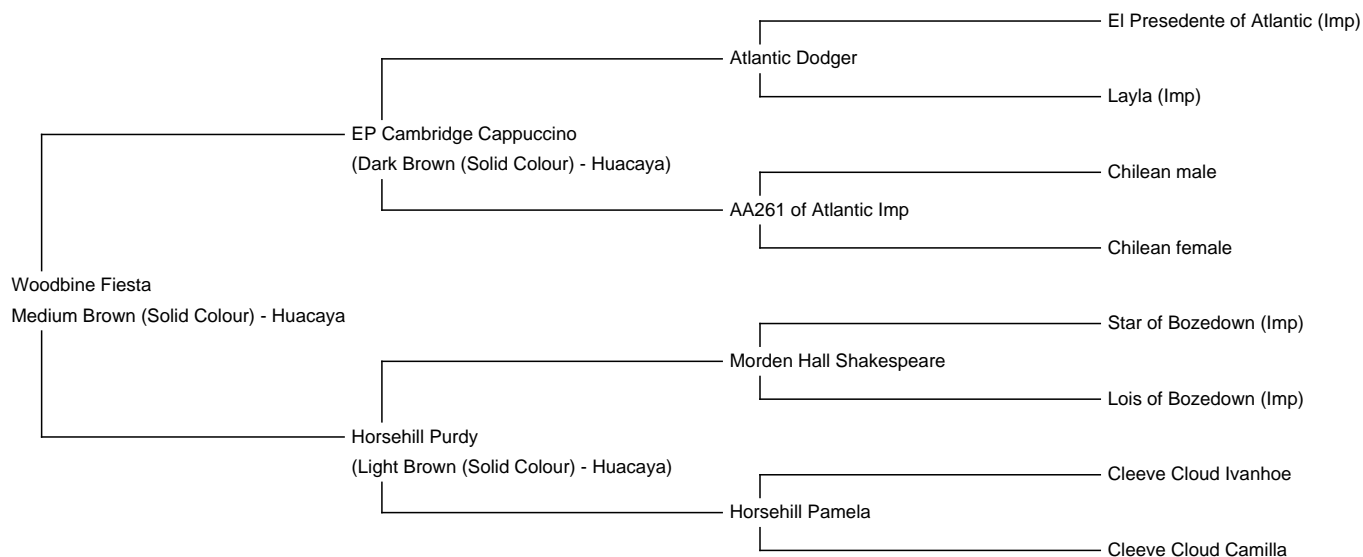 El Presedente of Atlantic (Imp)
Atlantic Dodger
Layla (Imp)
EP Cambridge Cappuccino
(Dark Brown (Solid Colour) - Huacaya)
Chilean male
AA261 of Atlantic Imp
Chilean female
Woodbine Fiesta
Medium Brown (Solid Colour) - Huacaya
Star of Bozedown (Imp)
Morden Hall Shakespeare
Lois of Bozedown (Imp)
Horsehill Purdy
(Light Brown (Solid Colour) - Huacaya)
Cleeve Cloud Ivanhoe
Horsehill Pamela
Cleeve Cloud Camilla